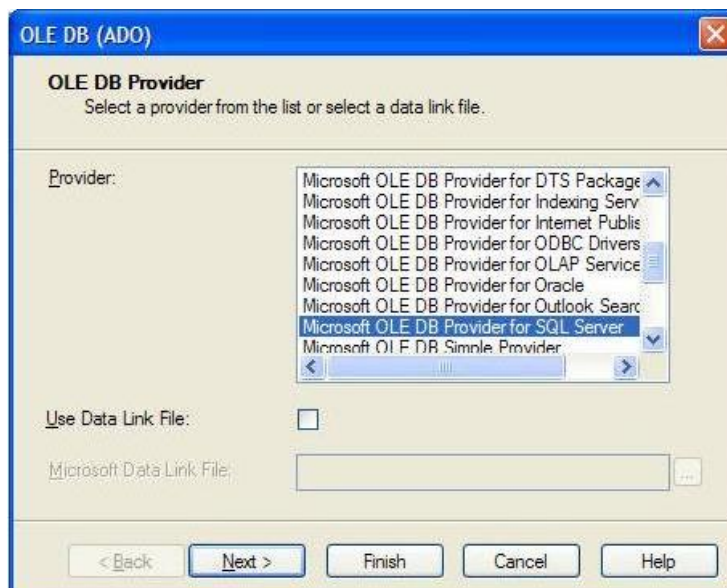 OLE DB (ADO)
OLE DB Provider
Select a provider from the list or select a data link file.
Provider:
Microsoft OLE DB Provider for DTS Package
Microsoft OLE DB Provider for Indexing Serv
Microsoft OLE DB Provider for Internet Publis
Microsoft OLE DB Provider for ODBC Drivers
Microsoft OLE DB Provider for OLAP Service
Microsoft OLE DB Provider for Oracle
Microsoft OLE DB Provider for Outlook Searc
Microsoft OLE DB Provider for SQL Server
Microsoft OLE DB Simple Provider
Use Data Link File:
Microsoft Data Link File: ...
< Back Next > Finish Cancel Help